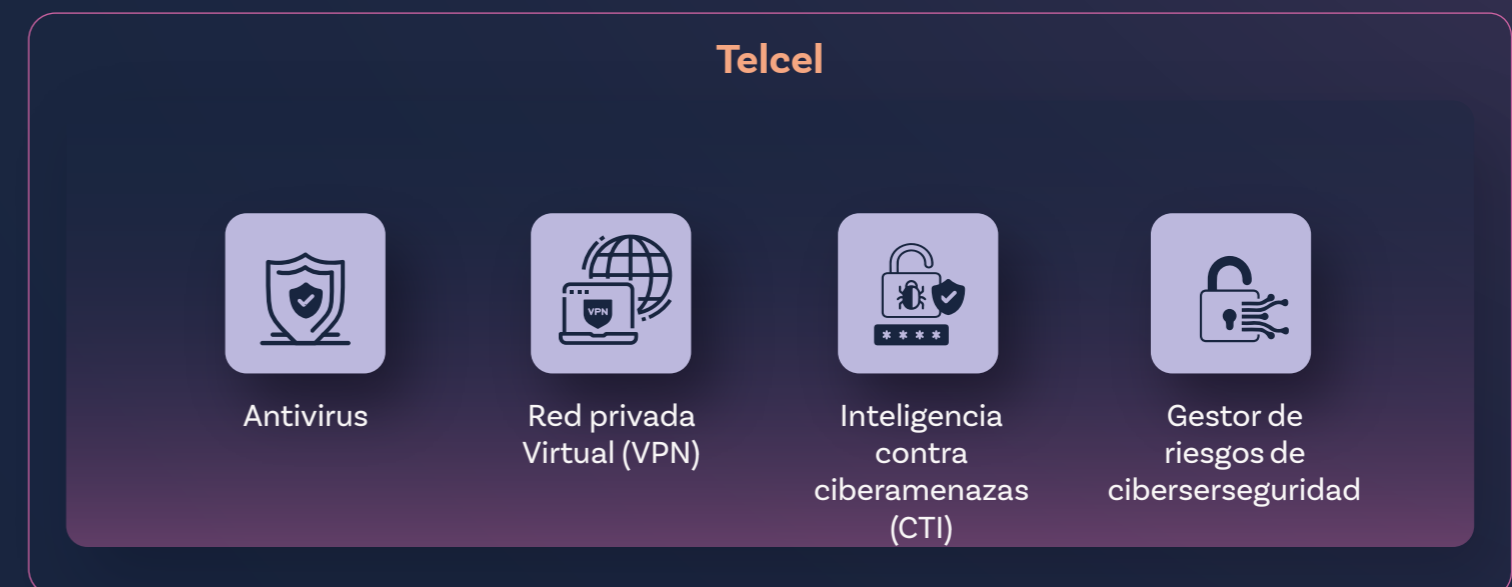 Telcel
VPN
* * * *
Antivirus
Red privada
Virtual (VPN)
Inteligencia
contra
ciberamenazas
(CTI)
Gestor de
riesgos de
ciberserseguridad